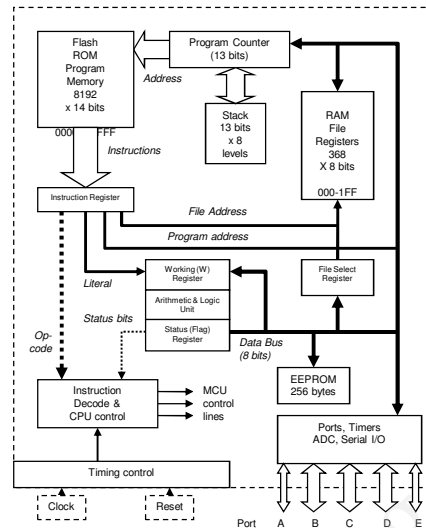 Flash
ROM
Program
Memory
8192
x 14 bits
000 FFF
Program Counter
(13 bits)
Address
Stack
13 bits
x 8
levels
RAM
File
Registers
368
X 8 bits
000-1FF
Instructions
Instruction Register
File Address
Program address
Literal
Working (W)
Register
Arithmetic & Logic
Unit
Status (Flag)
Register
File Select
Register
Status bits
Op-
code
Data Bus
(8 bits)
EEPROM
256 bytes
Instruction
Decode &
CPU control
MCU
control
lines
Ports, Timers
ADC, Serial I/O
Timing control
Clock
Reset
Port A B C D E